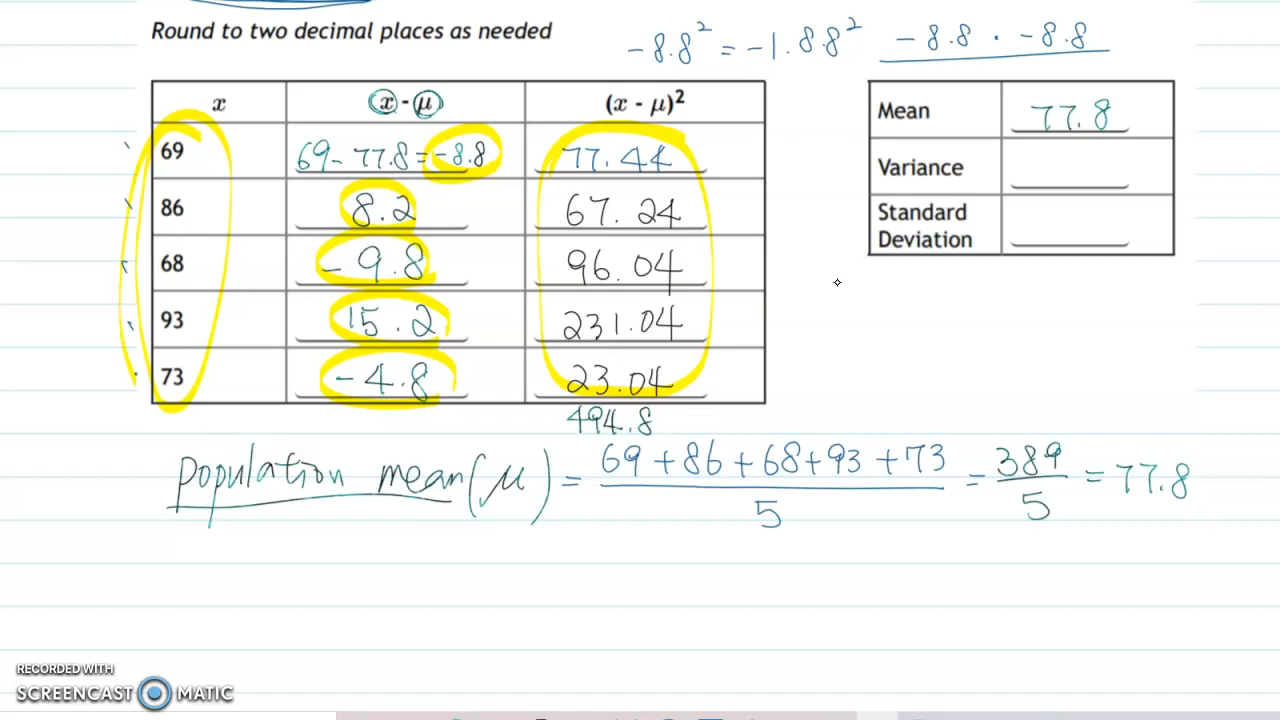 Round to two decimal places as needed
-8.8² = -1.8.8² -8.8 · -8.8
x x - μ (x - μ)²
69 69 - 77.8 = -8.8 77.44
86 8.2 67.24
68 -9.8 96.04
93 15.2 231.04
73 -4.8 23.04
494.8
Mean 77.8
Variance
Standard
Deviation
population mean (μ) = 69 + 86 + 68 + 93 + 73 / 5 = 389 / 5 = 77.8
RECORDED WITH
SCREENCAST MATIC